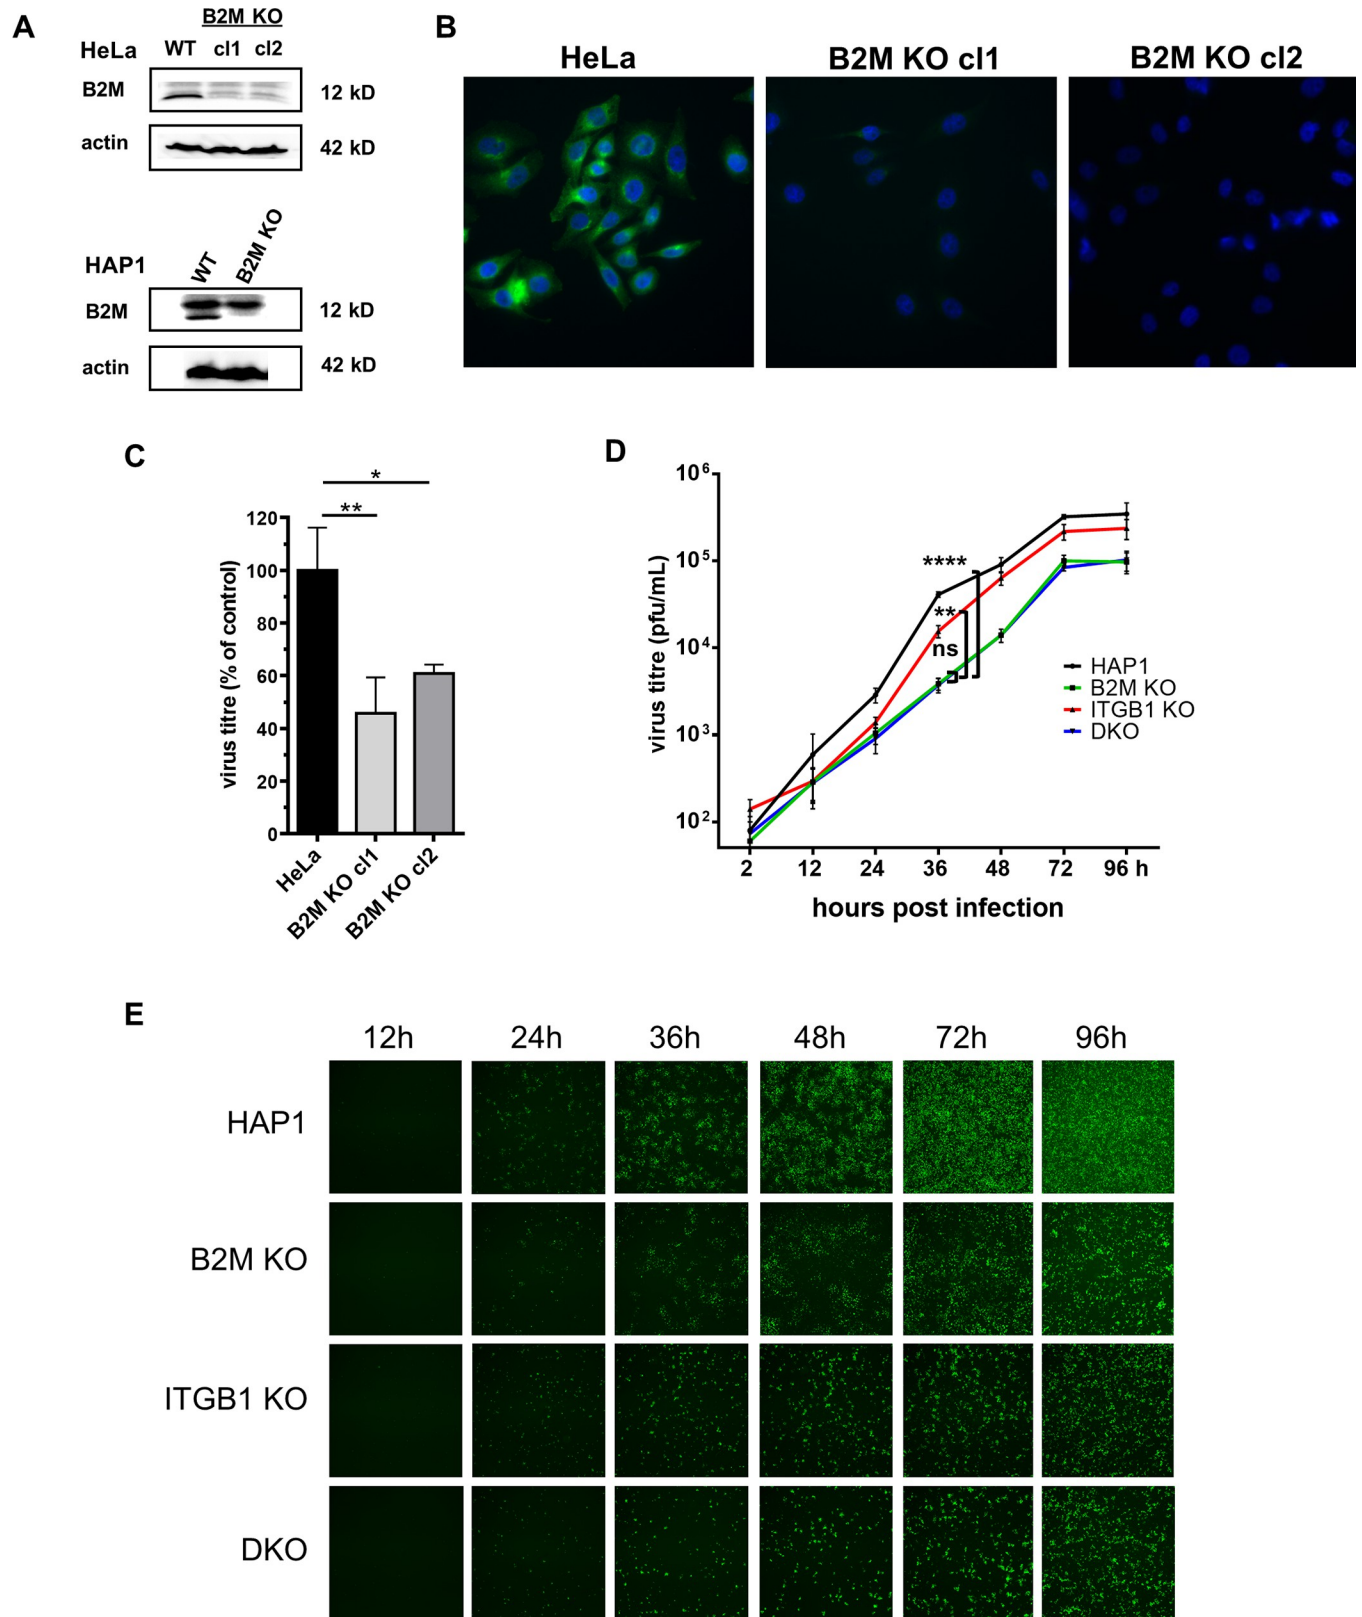 A
B2M KO
HeLa WT cl1 cl2
B2M 12 kD
actin 42 kD
HAP1 WT B2M KO
B2M 12 kD
actin 42 kD
B
HeLa B2M KO cl1 B2M KO cl2
C
*
**
virus titre (% of control)
120
100
80
60
40
20
0
HeLa B2M KO cl1 B2M KO cl2
D
virus titre (pfu/mL)
10^6
10^5
10^4
10^3
10^2
****
**
ns
HAP1
B2M KO
ITGB1 KO
DKO
2 12 24 36 48 72 96 h
hours post infection
E
12h 24h 36h 48h 72h 96h
HAP1
B2M KO
ITGB1 KO
DKO